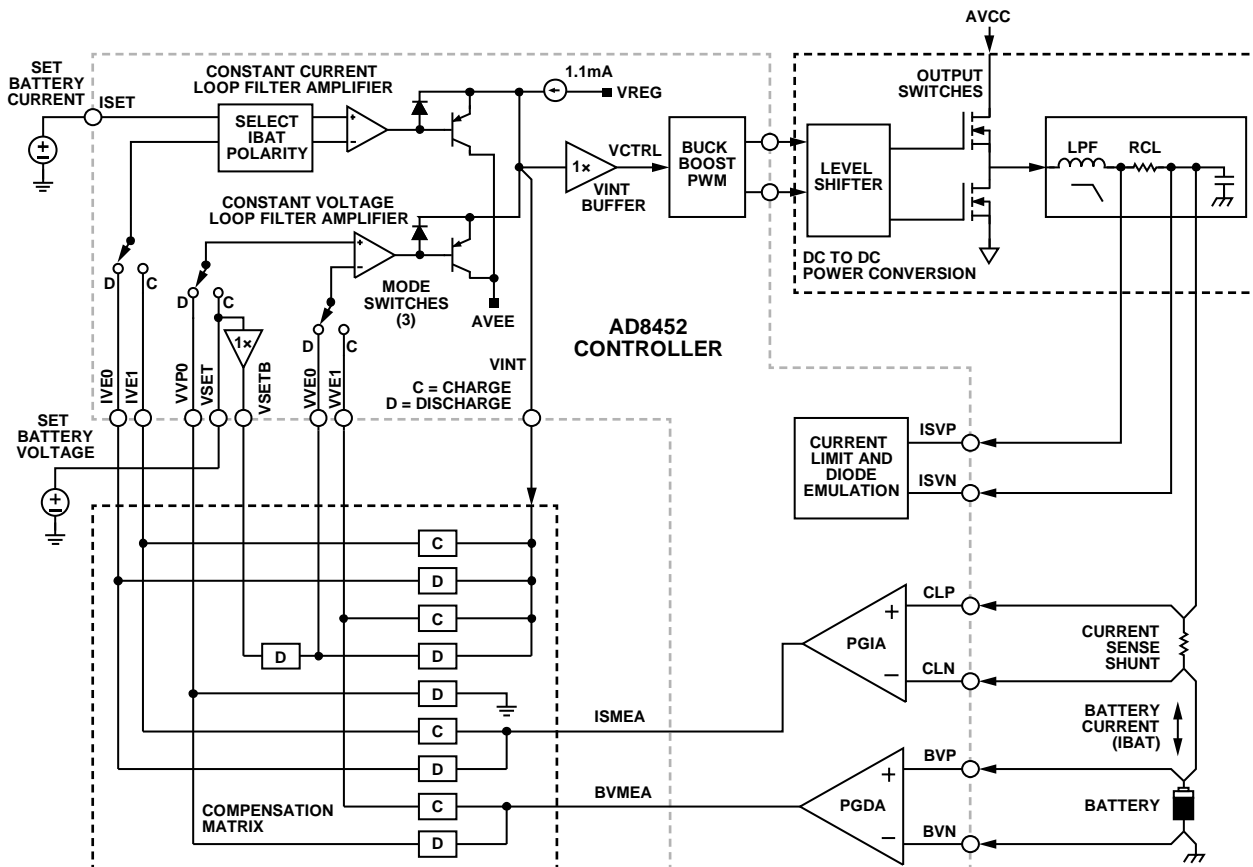 AVCC
SET
BATTERY
CURRENT
ISET
CONSTANT CURRENT
LOOP FILTER AMPLIFIER
1.1mA
VREG
OUTPUT
SWITCHES
SELECT
IBAT
POLARITY
+
−
1×
VCTRL
VINT
BUFFER
BUCK
BOOST
PWM
LEVEL
SHIFTER
LPF
RCL
DC TO DC
POWER CONVERSION
CONSTANT VOLTAGE
LOOP FILTER AMPLIFIER
+
−
D
C
D
C
MODE
SWITCHES
(3)
AVEE
1×
D
C
AD8452
CONTROLLER
VINT
C = CHARGE
D = DISCHARGE
IVE0
IVE1
VVP0
VSET
VSETB
VVE0
VVE1
SET
BATTERY
VOLTAGE
CURRENT
LIMIT AND
DIODE
EMULATION
ISVP
ISVN
C
D
C
D
D
D
C
D
C
D
COMPENSATION
MATRIX
ISMEA
BVMEA
+
PGIA
−
CLP
CLN
CURRENT
SENSE
SHUNT
BATTERY
CURRENT
(IBAT)
+
PGDA
−
BVP
BVN
BATTERY